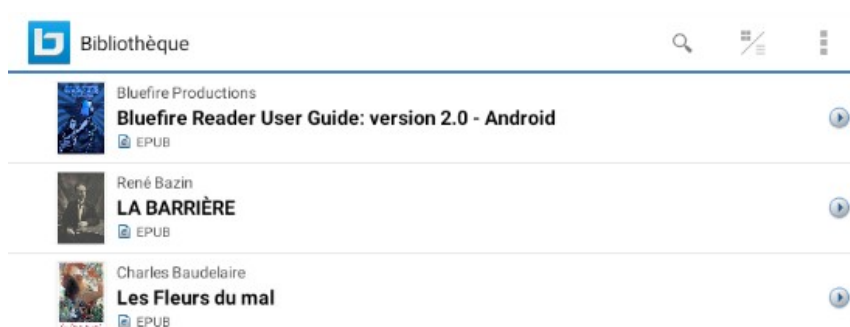 Bibliothèque
Bluefire Productions
Bluefire Reader User Guide: version 2.0 - Android
EPUB
René Bazin
LA BARRIÈRE
EPUB
Charles Baudelaire
Les Fleurs du mal
EPUB